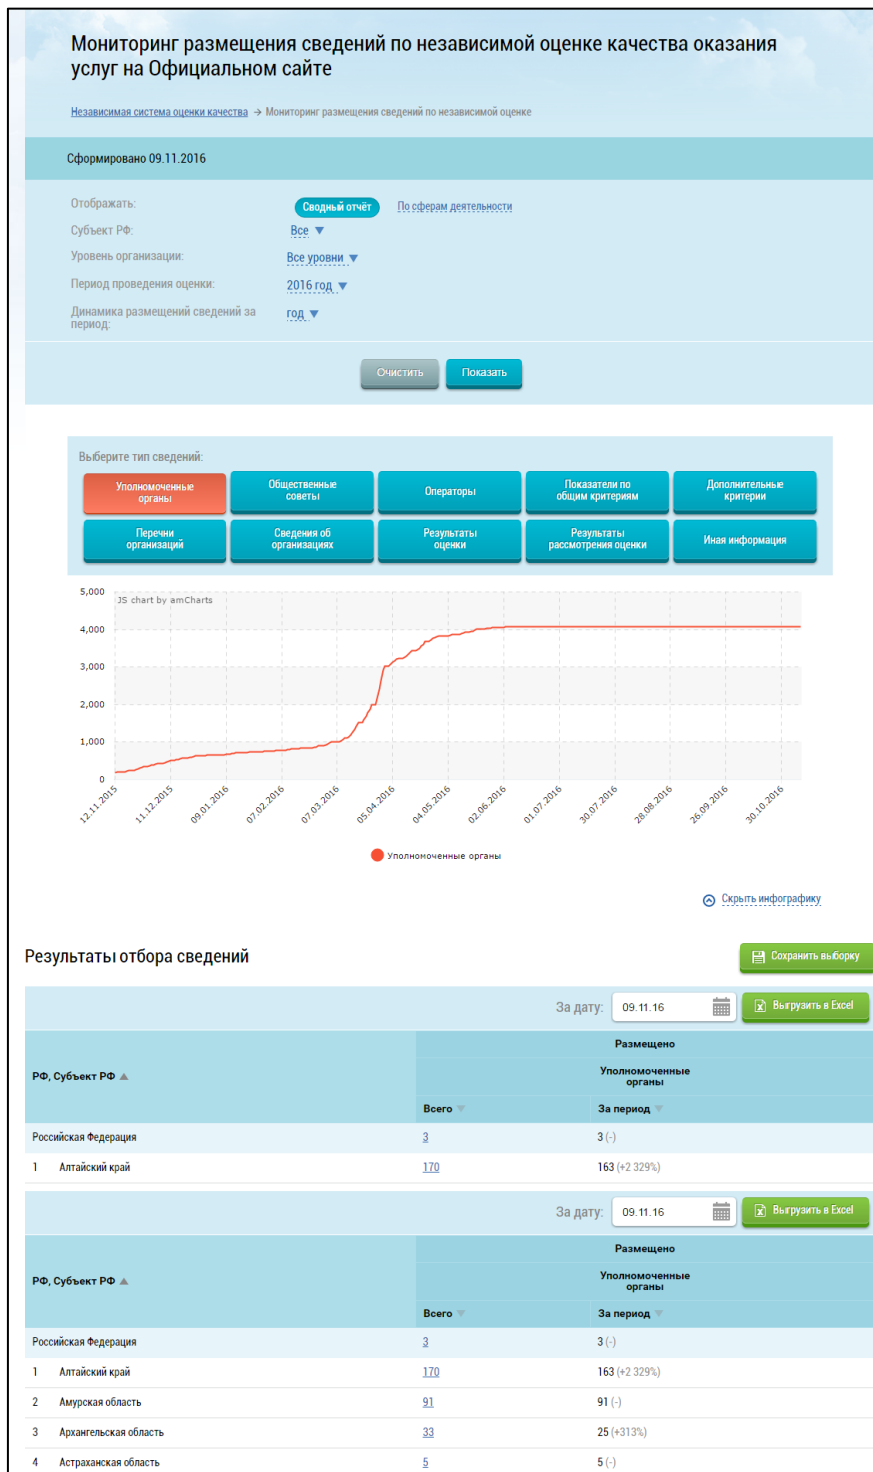 Мониторинг размещения сведений по независимой оценке качества оказания
услуг на Официальном сайте
Независимая система оценки качества → Мониторинг размещения сведений по независимой оценке
Сформировано 09.11.2016
Отображать: Сводный отчёт По сферам деятельности
Субъект РФ: Все ▼
Уровень организации: Все уровни ▼
Период проведения оценки: 2016 год ▼
Динамика размещений сведений за
период: год ▼
Очистить Показать
Выберите тип сведений:
Уполномоченные
органы
Общественные
советы
Операторы
Показатели по
общим критериям
Дополнительные
критерии
Перечни
организаций
Сведения об
организациях
Результаты
оценки
Результаты
рассмотрения оценки
Иная информация
5,000
JS chart by amCharts
4,000
3,000
2,000
1,000
0
12.11.2015 11.12.2015 09.01.2016 07.02.2016 07.03.2016 05.04.2016 04.05.2016 02.06.2016 01.07.2016 30.07.2016 28.08.2016 26.09.2016 30.10.2016
Уполномоченные органы
Скрыть инфографику
Результаты отбора сведений
Сохранить выборку
За дату: 09.11.16 Выгрузить в Excel
Размещено
РФ, Субъект РФ ▲
Уполномоченные
органы
Всего ▼ За период ▼
Российская Федерация 3 3 (-)
1 Алтайский край 170 163 (+2 329%)
За дату: 09.11.16 Выгрузить в Excel
Размещено
РФ, Субъект РФ ▲
Уполномоченные
органы
Всего ▼ За период ▼
Российская Федерация 3 3 (-)
1 Алтайский край 170 163 (+2 329%)
2 Амурская область 91 91 (-)
3 Архангельская область 33 25 (+313%)
4 Астраханская область 5 5 (-)